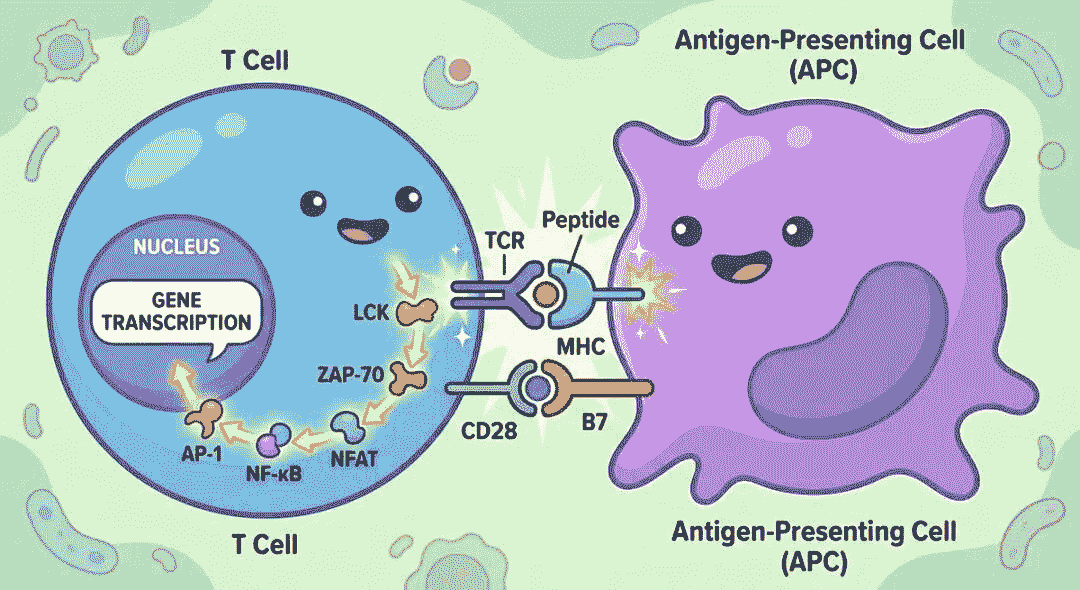 T Cell
Antigen-Presenting Cell
(APC)
NUCLEUS
GENE
TRANSCRIPTION
TCR
Peptide
LCK
MHC
ZAP-70
CD28
B7
AP-1
NF-κB
NFAT
T Cell
Antigen-Presenting Cell
(APC)